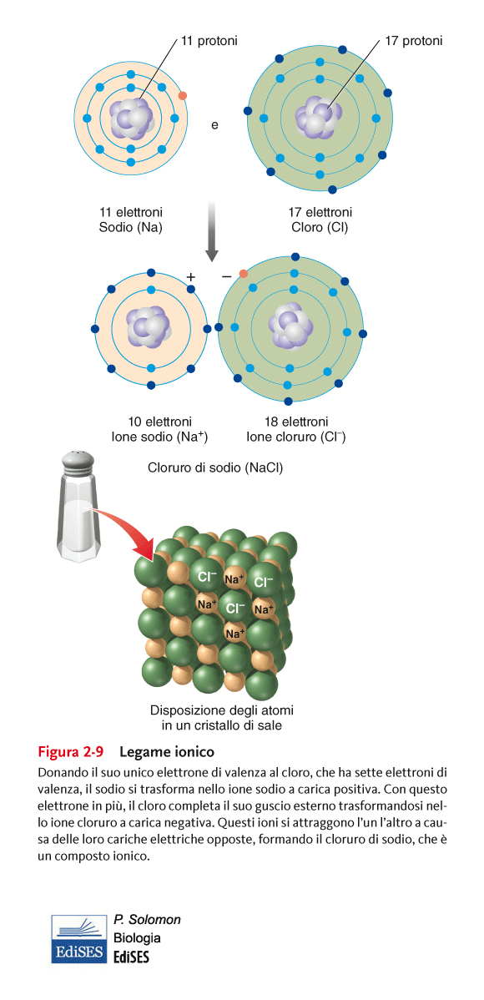 11 protoni
17 protoni
e
11 elettroni
Sodio (Na)
17 elettroni
Cloro (Cl)
+
−
10 elettroni
Ione sodio (Na⁺)
18 elettroni
Ione cloruro (Cl⁻)
Cloruro di sodio (NaCl)
Cl⁻
Na⁺
Cl⁻
Na⁺
Cl⁻
Na⁺
Na⁺
Disposizione degli atomi
in un cristallo di sale
Figura 2-9 Legame ionico
Donando il suo unico elettrone di valenza al cloro, che ha sette elettroni di
valenza, il sodio si trasforma nello ione sodio a carica positiva. Con questo
elettrone in più, il cloro completa il suo guscio esterno trasformandosi nel-
lo ione cloruro a carica negativa. Questi ioni si attraggono l'un l'altro a cau-
sa delle loro cariche elettriche opposte, formando il cloruro di sodio, che è
un composto ionico.
P. Solomon
Biologia
EdiSES
EdiSES